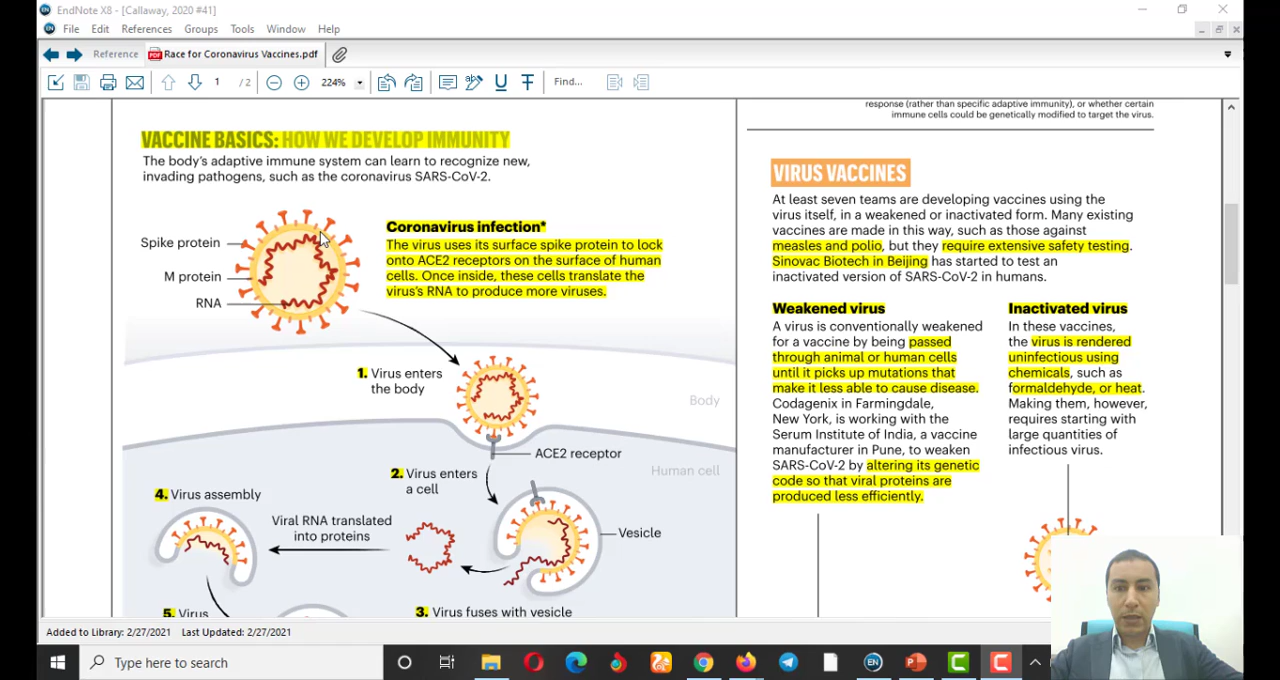 EndNote X8 - [Callaway, 2020 #41]
File Edit References Groups Tools Window Help
Reference Race for Coronavirus Vaccines.pdf
1 / 2 224% Find...
VACCINE BASICS: HOW WE DEVELOP IMMUNITY
The body's adaptive immune system can learn to recognize new,
invading pathogens, such as the coronavirus SARS-CoV-2.
Spike protein
M protein
RNA
Coronavirus infection*
The virus uses its surface spike protein to lock
onto ACE2 receptors on the surface of human
cells. Once inside, these cells translate the
virus's RNA to produce more viruses.
1. Virus enters
the body
Body
ACE2 receptor
Human cell
2. Virus enters
a cell
4. Virus assembly
Viral RNA translated
into proteins
Vesicle
3. Virus fuses with vesicle
5. Virus
response (rather than specific adaptive immunity), or whether certain
immune cells could be genetically modified to target the virus.
VIRUS VACCINES
At least seven teams are developing vaccines using the
virus itself, in a weakened or inactivated form. Many existing
vaccines are made in this way, such as those against
measles and polio, but they require extensive safety testing.
Sinovac Biotech in Beijing has started to test an
inactivated version of SARS-CoV-2 in humans.
Weakened virus
A virus is conventionally weakened
for a vaccine by being passed
through animal or human cells
until it picks up mutations that
make it less able to cause disease.
Codagenix in Farmingdale,
New York, is working with the
Serum Institute of India, a vaccine
manufacturer in Pune, to weaken
SARS-CoV-2 by altering its genetic
code so that viral proteins are
produced less efficiently.
Inactivated virus
In these vaccines,
the virus is rendered
uninfectious using
chemicals, such as
formaldehyde, or heat.
Making them, however,
requires starting with
large quantities of
infectious virus.
Added to Library: 2/27/2021 Last Updated: 2/27/2021
Type here to search